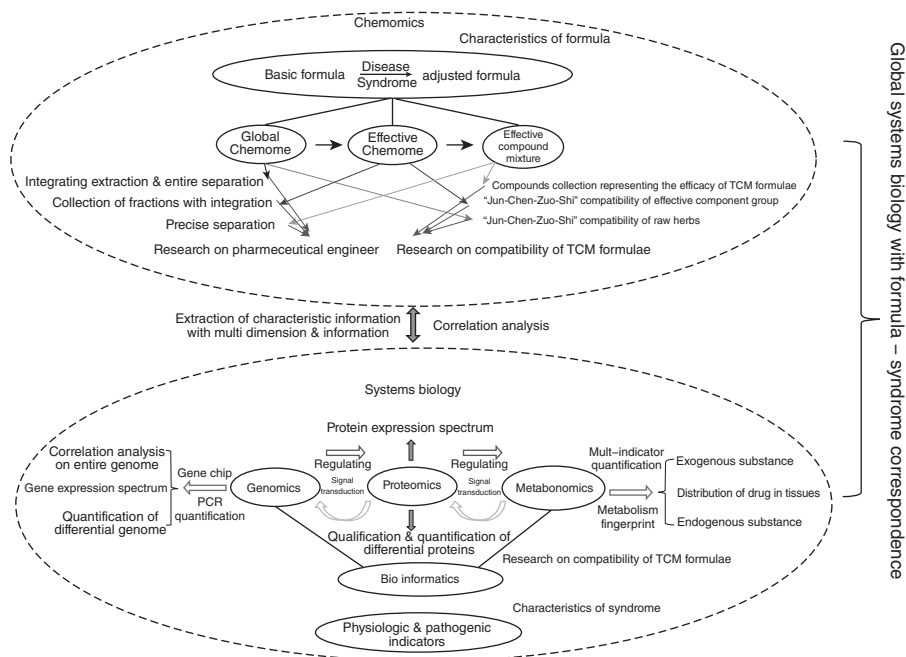 Chemomics
Characteristics of formula
Basic formula
Disease
Syndrome
adjusted formula
Global
Chemome
Effective
Chemome
Effective
compound
mixture
Integrating extraction & entire separation
Collection of fractions with integration
Precise separation
Research on pharmeceutical engineer
Compounds collection representing the efficacy of TCM formulae
“Jun-Chen-Zuo-Shi” compatibility of effective component group
“Jun-Chen-Zuo-Shi” compatibility of raw herbs
Research on compatibility of TCM formulae
Extraction of characteristic information
with multi dimension & information
Correlation analysis
Systems biology
Protein expression spectrum
Correlation analysis
on entire genome
Gene expression spectrum
Quantification of
differential genome
Gene chip
PCR
quantification
Genomics
Regulating
Signal
transduction
Proteomics
Regulating
Signal
transduction
Metabonomics
Mult–indicator
quantification
Metabolism
fingerprint
Exogenous substance
Distribution of drug in tissues
Endogenous substance
Qualification & quantification of
differential proteins
Research on compatibility of TCM formulae
Bio informatics
Characteristics of syndrome
Physiologic & pathogenic
indicators
Global systems biology with formula – syndrome correspondence